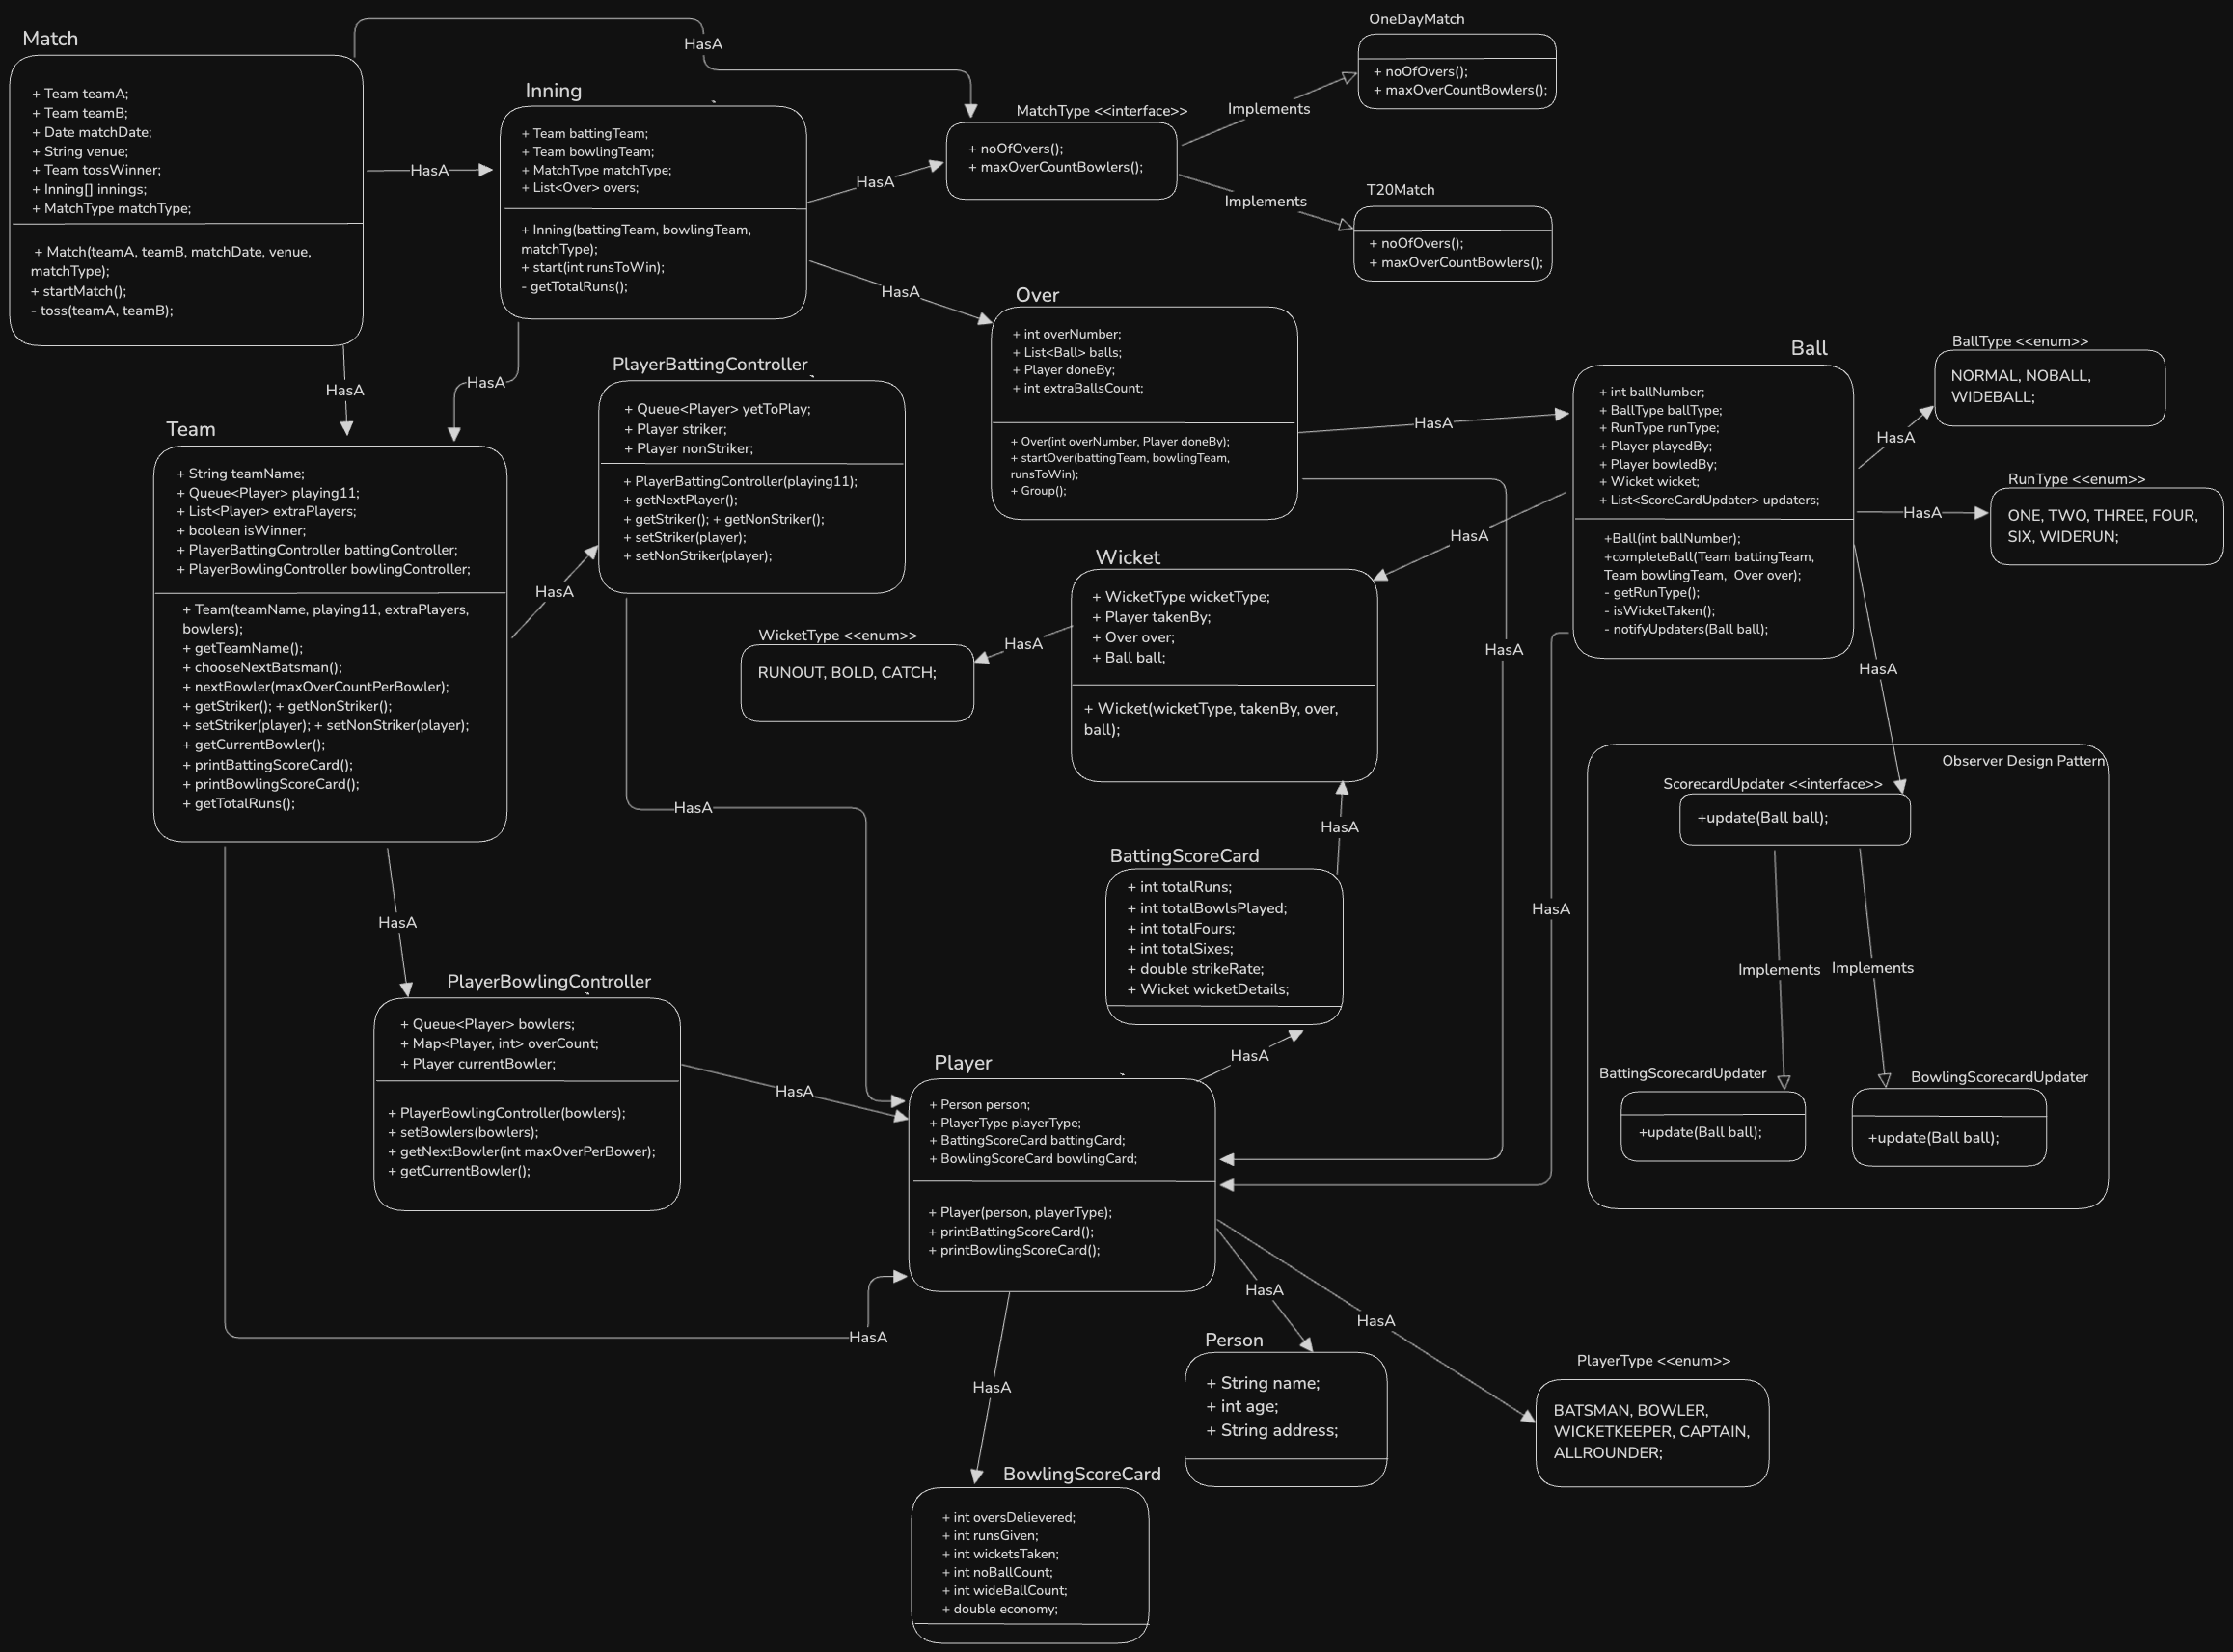 Match
+ Team teamA;
+ Team teamB;
+ Date matchDate;
+ String venue;
+ Team tossWinner;
+ Inning[] innings;
+ MatchType matchType;
+ Match(teamA, teamB, matchDate, venue,
matchType);
+ startMatch();
- toss(teamA, teamB);
HasA
HasA
HasA
Inning
+ Team battingTeam;
+ Team bowlingTeam;
+ MatchType matchType;
+ List<Over> overs;
+ Inning(battingTeam, bowlingTeam,
matchType);
+ start(int runsToWin);
- getTotalRuns();
HasA
HasA
HasA
MatchType <<interface>>
+ noOfOvers();
+ maxOverCountBowlers();
Implements
Implements
OneDayMatch
+ noOfOvers();
+ maxOverCountBowlers();
T20Match
+ noOfOvers();
+ maxOverCountBowlers();
Over
+ int overNumber;
+ List<Ball> balls;
+ Player doneBy;
+ int extraBallsCount;
+ Over(int overNumber, Player doneBy);
+ startOver(battingTeam, bowlingTeam,
runsToWin);
+ Group();
HasA
HasA
Ball
+ int ballNumber;
+ BallType ballType;
+ RunType runType;
+ Player playedBy;
+ Player bowledBy;
+ Wicket wicket;
+ List<ScoreCardUpdater> updaters;
+Ball(int ballNumber);
+completeBall(Team battingTeam,
Team bowlingTeam,  Over over);
- getRunType();
- isWicketTaken();
- notifyUpdaters(Ball ball);
HasA
HasA
HasA
HasA
HasA
BallType <<enum>>
NORMAL, NOBALL,
WIDEBALL;
RunType <<enum>>
ONE, TWO, THREE, FOUR,
SIX, WIDERUN;
Team
+ String teamName;
+ Queue<Player> playing11;
+ List<Player> extraPlayers;
+ boolean isWinner;
+ PlayerBattingController battingController;
+ PlayerBowlingController bowlingController;
+ Team(teamName, playing11, extraPlayers,
bowlers);
+ getTeamName();
+ chooseNextBatsman();
+ nextBowler(maxOverCountPerBowler);
+ getStriker(); + getNonStriker();
+ setStriker(player); + setNonStriker(player);
+ getCurrentBowler();
+ printBattingScoreCard();
+ printBowlingScoreCard();
+ getTotalRuns();
HasA
HasA
HasA
PlayerBattingController
+ Queue<Player> yetToPlay;
+ Player striker;
+ Player nonStriker;
+ PlayerBattingController(playing11);
+ getNextPlayer();
+ getStriker(); + getNonStriker();
+ setStriker(player);
+ setNonStriker(player);
HasA
Wicket
+ WicketType wicketType;
+ Player takenBy;
+ Over over;
+ Ball ball;
+ Wicket(wicketType, takenBy, over,
ball);
HasA
WicketType <<enum>>
RUNOUT, BOLD, CATCH;
Observer Design Pattern
ScorecardUpdater <<interface>>
+update(Ball ball);
Implements
Implements
BattingScorecardUpdater
+update(Ball ball);
BowlingScorecardUpdater
+update(Ball ball);
HasA
BattingScoreCard
+ int totalRuns;
+ int totalBowlsPlayed;
+ int totalFours;
+ int totalSixes;
+ double strikeRate;
+ Wicket wicketDetails;
PlayerBowlingController
+ Queue<Player> bowlers;
+ Map<Player, int> overCount;
+ Player currentBowler;
+ PlayerBowlingController(bowlers);
+ setBowlers(bowlers);
+ getNextBowler(int maxOverPerBower);
+ getCurrentBowler();
HasA
Player
+ Person person;
+ PlayerType playerType;
+ BattingScoreCard battingCard;
+ BowlingScoreCard bowlingCard;
+ Player(person, playerType);
+ printBattingScoreCard();
+ printBowlingScoreCard();
HasA
HasA
HasA
HasA
Person
+ String name;
+ int age;
+ String address;
PlayerType <<enum>>
BATSMAN, BOWLER,
WICKETKEEPER, CAPTAIN,
ALLROUNDER;
BowlingScoreCard
+ int oversDelievered;
+ int runsGiven;
+ int wicketsTaken;
+ int noBallCount;
+ int wideBallCount;
+ double economy;